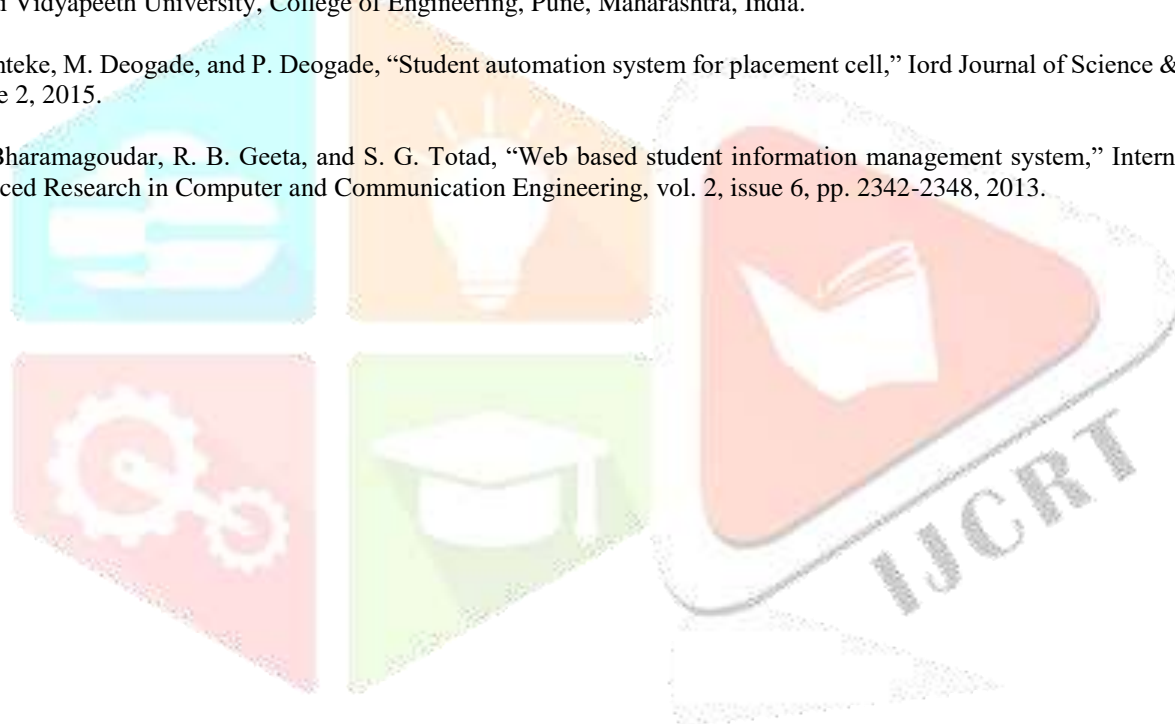 Vidyapeeth University, College of Engineering, Pune, Maharashtra, India.
nteke, M. Deogade, and P. Deogade, “Student automation system for placement cell,” Iord Journal of Science &
e 2, 2015.
Bharamagoudar, R. B. Geeta, and S. G. Totad, “Web based student information management system,” Intern
ced Research in Computer and Communication Engineering, vol. 2, issue 6, pp. 2342-2348, 2013.
IJCRT